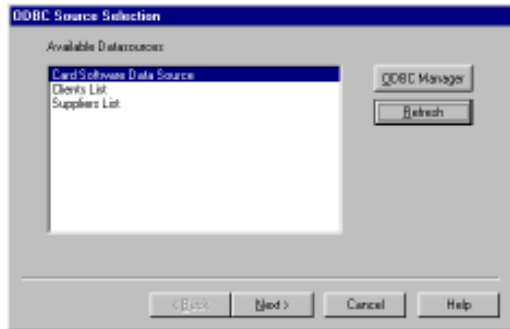 ODBC Source Selection
Available Datasources
Card Software Data Source
Clients List
Suppliers List
ODBC Manager
Refresh
< Back
Next >
Cancel
Help